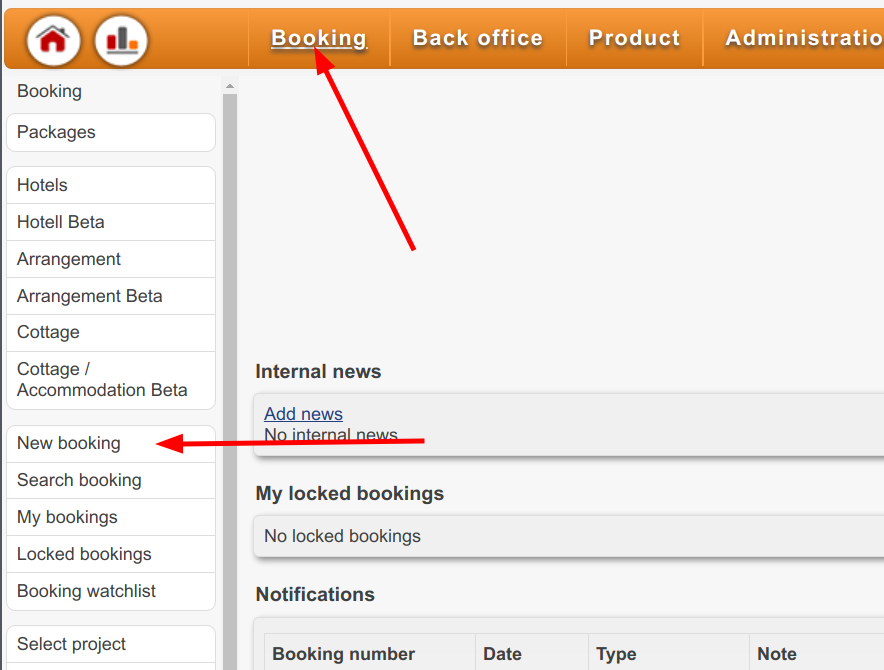 Booking
Back office
Product
Administratio
Booking
Packages
Hotels
Hotell Beta
Arrangement
Arrangement Beta
Cottage
Cottage /
Accommodation Beta
New booking
Search booking
My bookings
Locked bookings
Booking watchlist
Select project
Internal news
Add news
No internal news
My locked bookings
No locked bookings
Notifications
Booking number
Date
Type
Note